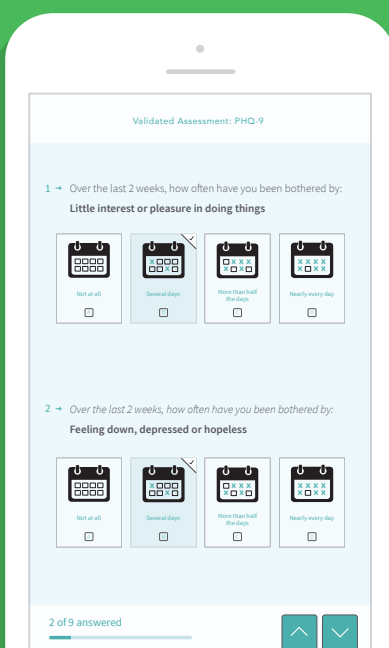 Validated Assessment: PHQ-9
1 → Over the last 2 weeks, how often have you been bothered by:
Little interest or pleasure in doing things
Not at all
Several days
More than half
the days
Nearly every day
2 → Over the last 2 weeks, how often have you been bothered by:
Feeling down, depressed or hopeless
Not at all
Several days
More than half
the days
Nearly every day
2 of 9 answered